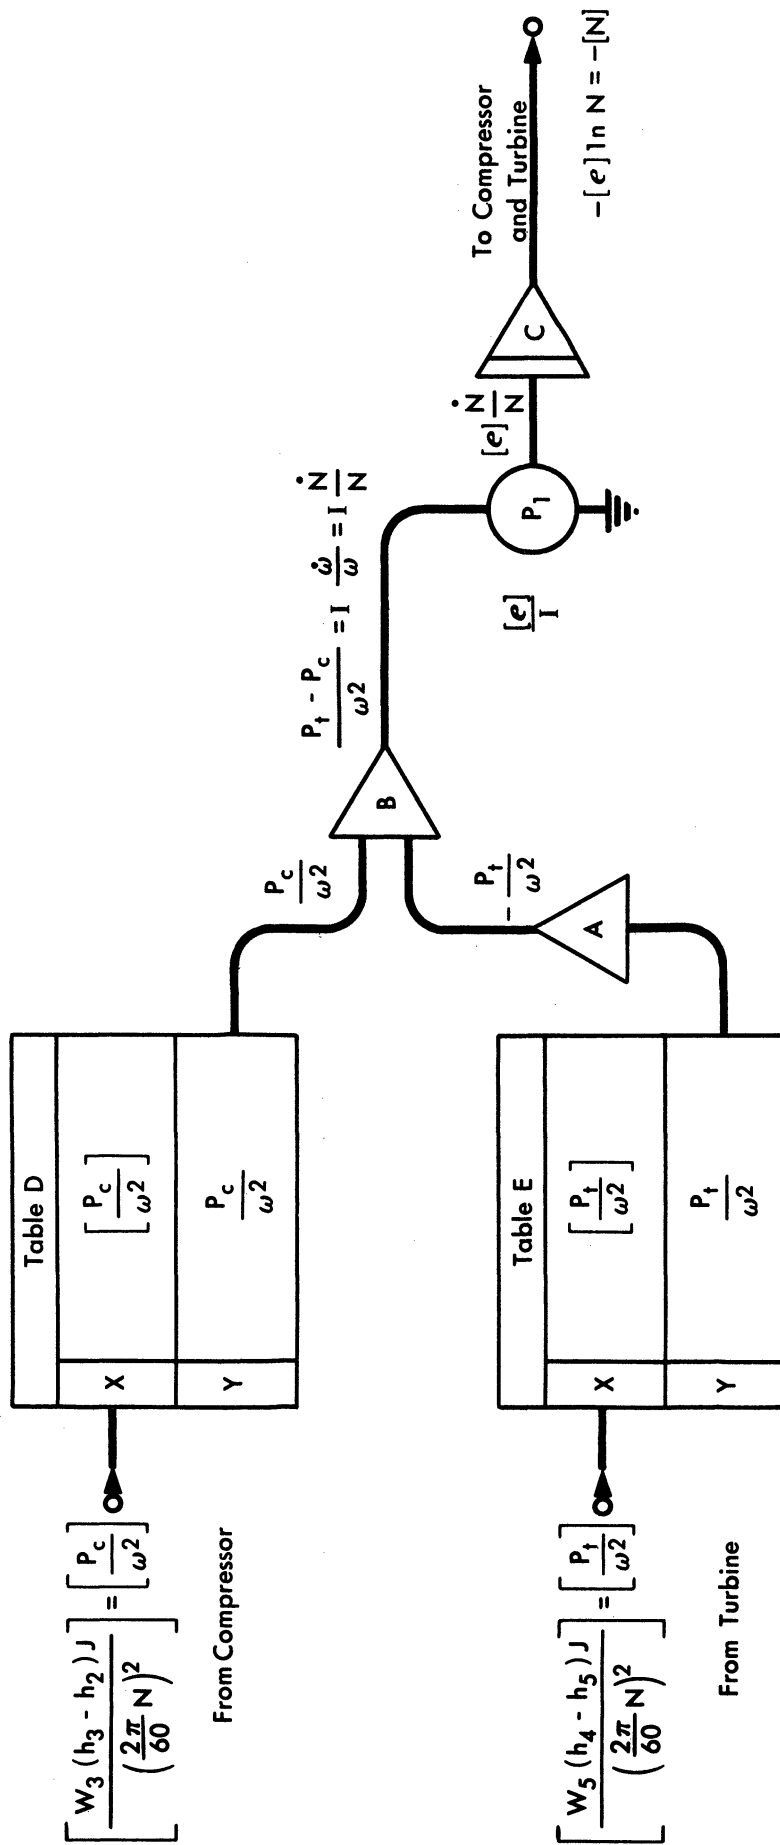 [W₃ (h₃ - h₂) J / (2π/60 N)²] = [P_c/ω²]
From Compressor
Table D
X [P_c/ω²]
Y P_c/ω²
P_c/ω²
[W₅ (h₄ - h₅) J / (2π/60 N)²] = [P_t/ω²]
From Turbine
Table E
X [P_t/ω²]
Y P_t/ω²
A
- P_t/ω²
B
(P_t - P_c)/ω² = I ω̇/ω = I Ṅ/N
P₁
[e]/I
[e] Ṅ/N
C
To Compressor
and Turbine
-[e] ln N = -[N]